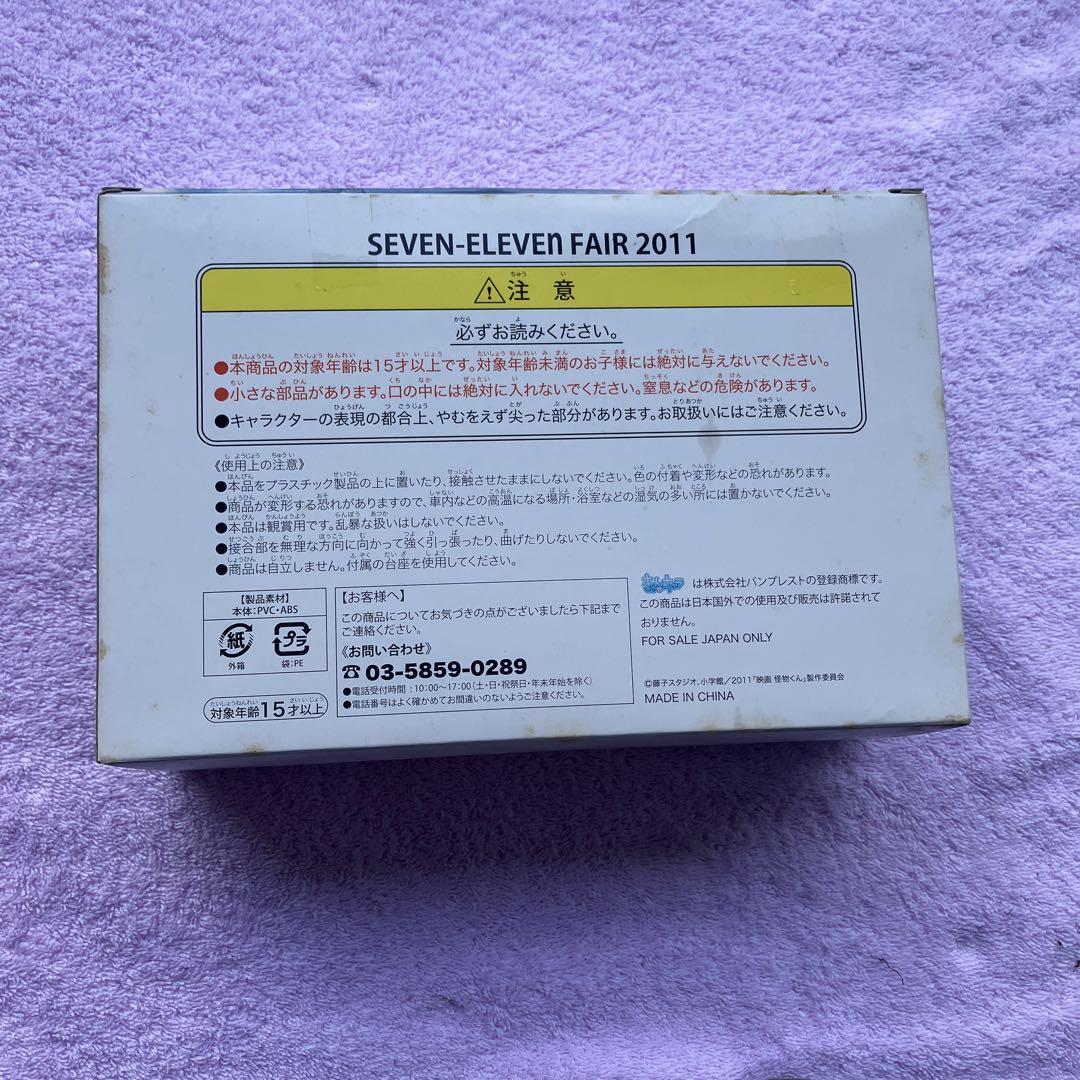 SEVEN-ELEVEn FAIR 2011
注意
必ずお読みください。
●本商品の対象年齢は15才以上です。対象年齢未満のお子様には絶対に与えないでください。
●小さな部品があります。口の中には絶対に入れないでください。窒息などの危険があります。
●キャラクターの表現の都合上、やむをえず尖った部分があります。お取扱いにはご注意ください。
《使用上の注意》
●本品をプラスチック製品の上に置いたり、接触させたままにしないでください。色の付着や変形などの恐れがあります。
●商品が変形する恐れがありますので、車内などの高温になる場所・浴室などの湿気の多い所には置かないでください。
●本品は観賞用です。乱暴な扱いはしないでください。
●接合部を無理な方向に向かって強く引っ張ったり、曲げたりしないでください。
●商品は自立しません。付属の台座を使用してください。
【製品素材】
本体:PVC・ABS
紙
外箱
プラ
袋:PE
対象年齢15才以上
【お客様へ】
この商品についてお気づきの点がございましたら下記まで
ご連絡ください。
《お問い合わせ》
☎03-5859-0289
●電話受付時間:10:00〜17:00(土・日・祝祭日・年末年始を除く)
●電話番号はよく確かめてお間違いのないようご注意ください。
きゅんキャラ は株式会社バンプレストの登録商標です。
この商品は日本国外での使用及び販売は許諾されて
おりません。
FOR SALE JAPAN ONLY
©藤子スタジオ、小学館/2011「映画 怪物くん」製作委員会
MADE IN CHINA